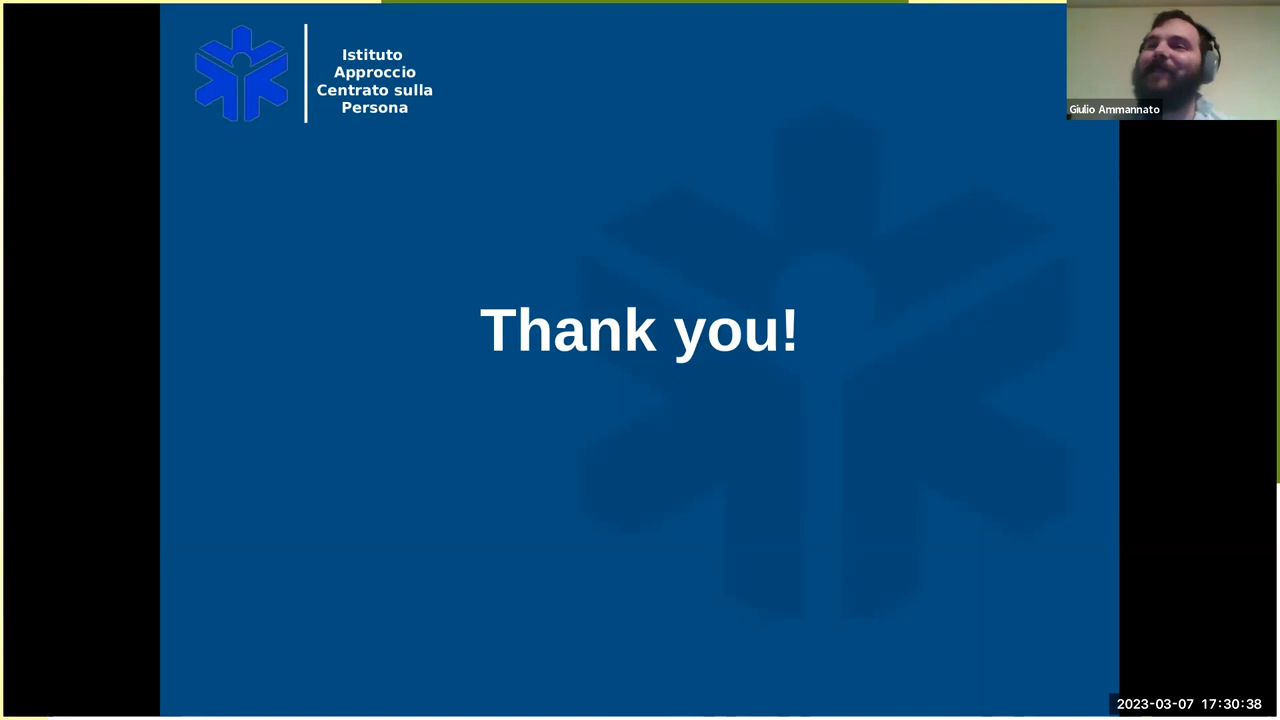 Istituto
Approccio
Centrato sulla
Persona
Giulio Ammannato
Thank you!
2023-03-07 17:30:38